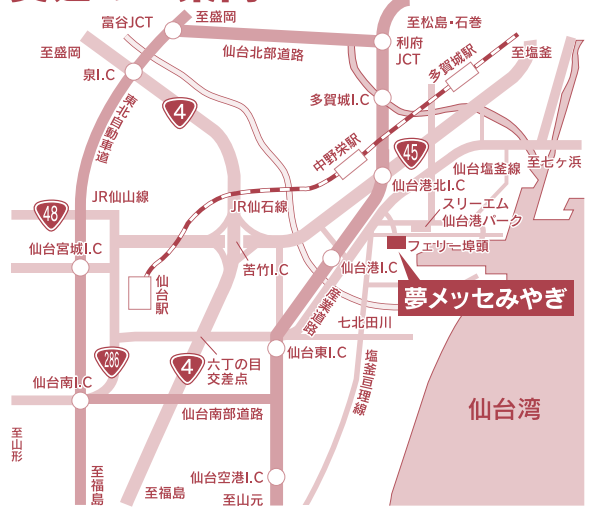 富谷JCT
至盛岡
至松島・石巻
至盛岡
仙台北部道路
利府
JCT
多賀城駅
至塩釜
泉I.C
4
多賀城I.C
東北自動車道
中野栄駅
45
仙台塩釜線
至七ヶ浜
仙台港北I.C
JR仙山線
JR仙石線
スリーエム
仙台港パーク
48
フェリー埠頭
仙台宮城I.C
苦竹I.C
仙台港I.C
仙台駅
産業道路
夢メッセみやぎ
七北田川
仙台東I.C
286
4
六丁の目
交差点
塩釜亘理線
仙台南I.C
仙台湾
仙台南部道路
至山形
至福島
至福島
仙台空港I.C
至山元